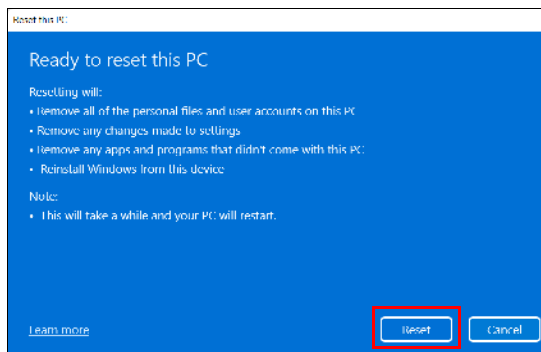 Reset this PC
Ready to reset this PC
Resetting will:
• Remove all of the personal files and user accounts on this PC
• Remove any changes made to settings
• Remove any apps and programs that didn't come with this PC
• Reinstall Windows from this device
Note:
• This will take a while and your PC will restart.
Learn more
Reset
Cancel